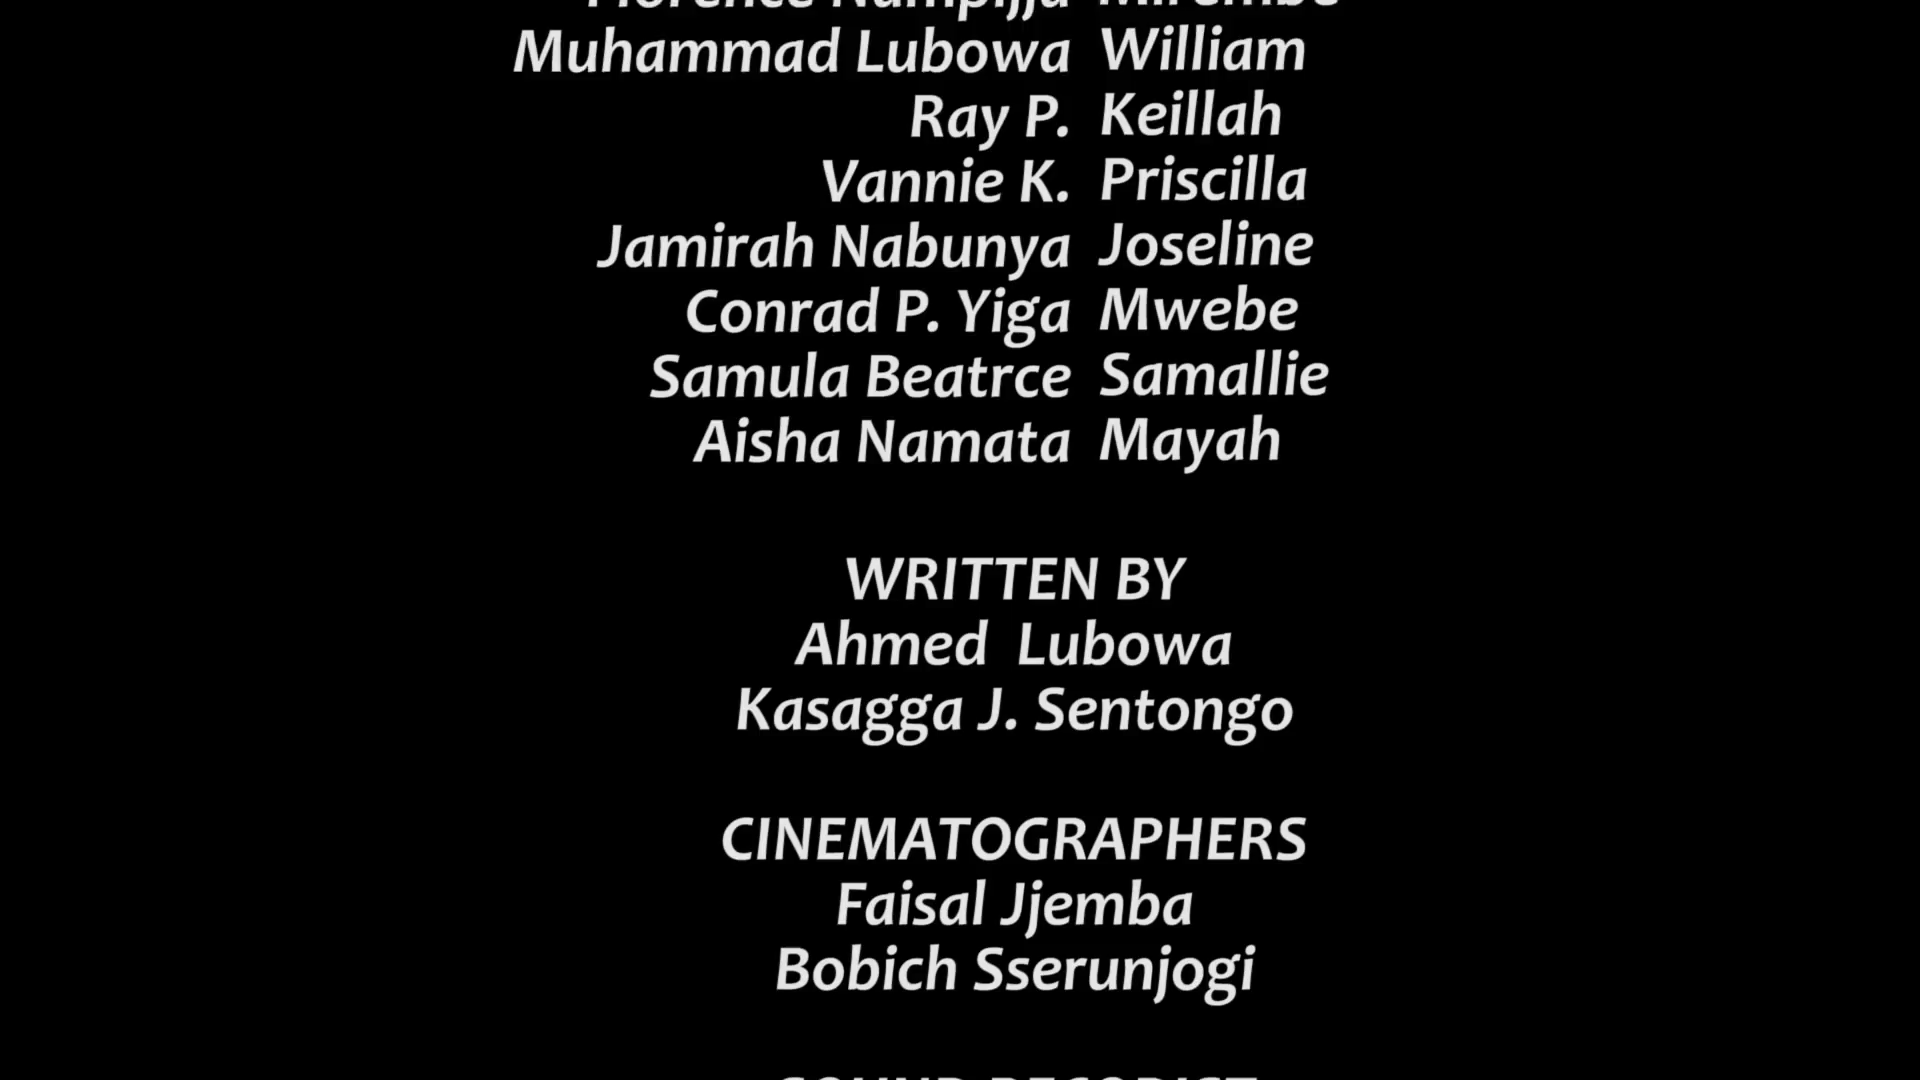 Florence Nampijja Mirembe
Muhammad Lubowa William
Ray P. Keillah
Vannie K. Priscilla
Jamirah Nabunya Joseline
Conrad P. Yiga Mwebe
Samula Beatrce Samallie
Aisha Namata Mayah
WRITTEN BY
Ahmed Lubowa
Kasagga J. Sentongo
CINEMATOGRAPHERS
Faisal Jjemba
Bobich Sserunjogi